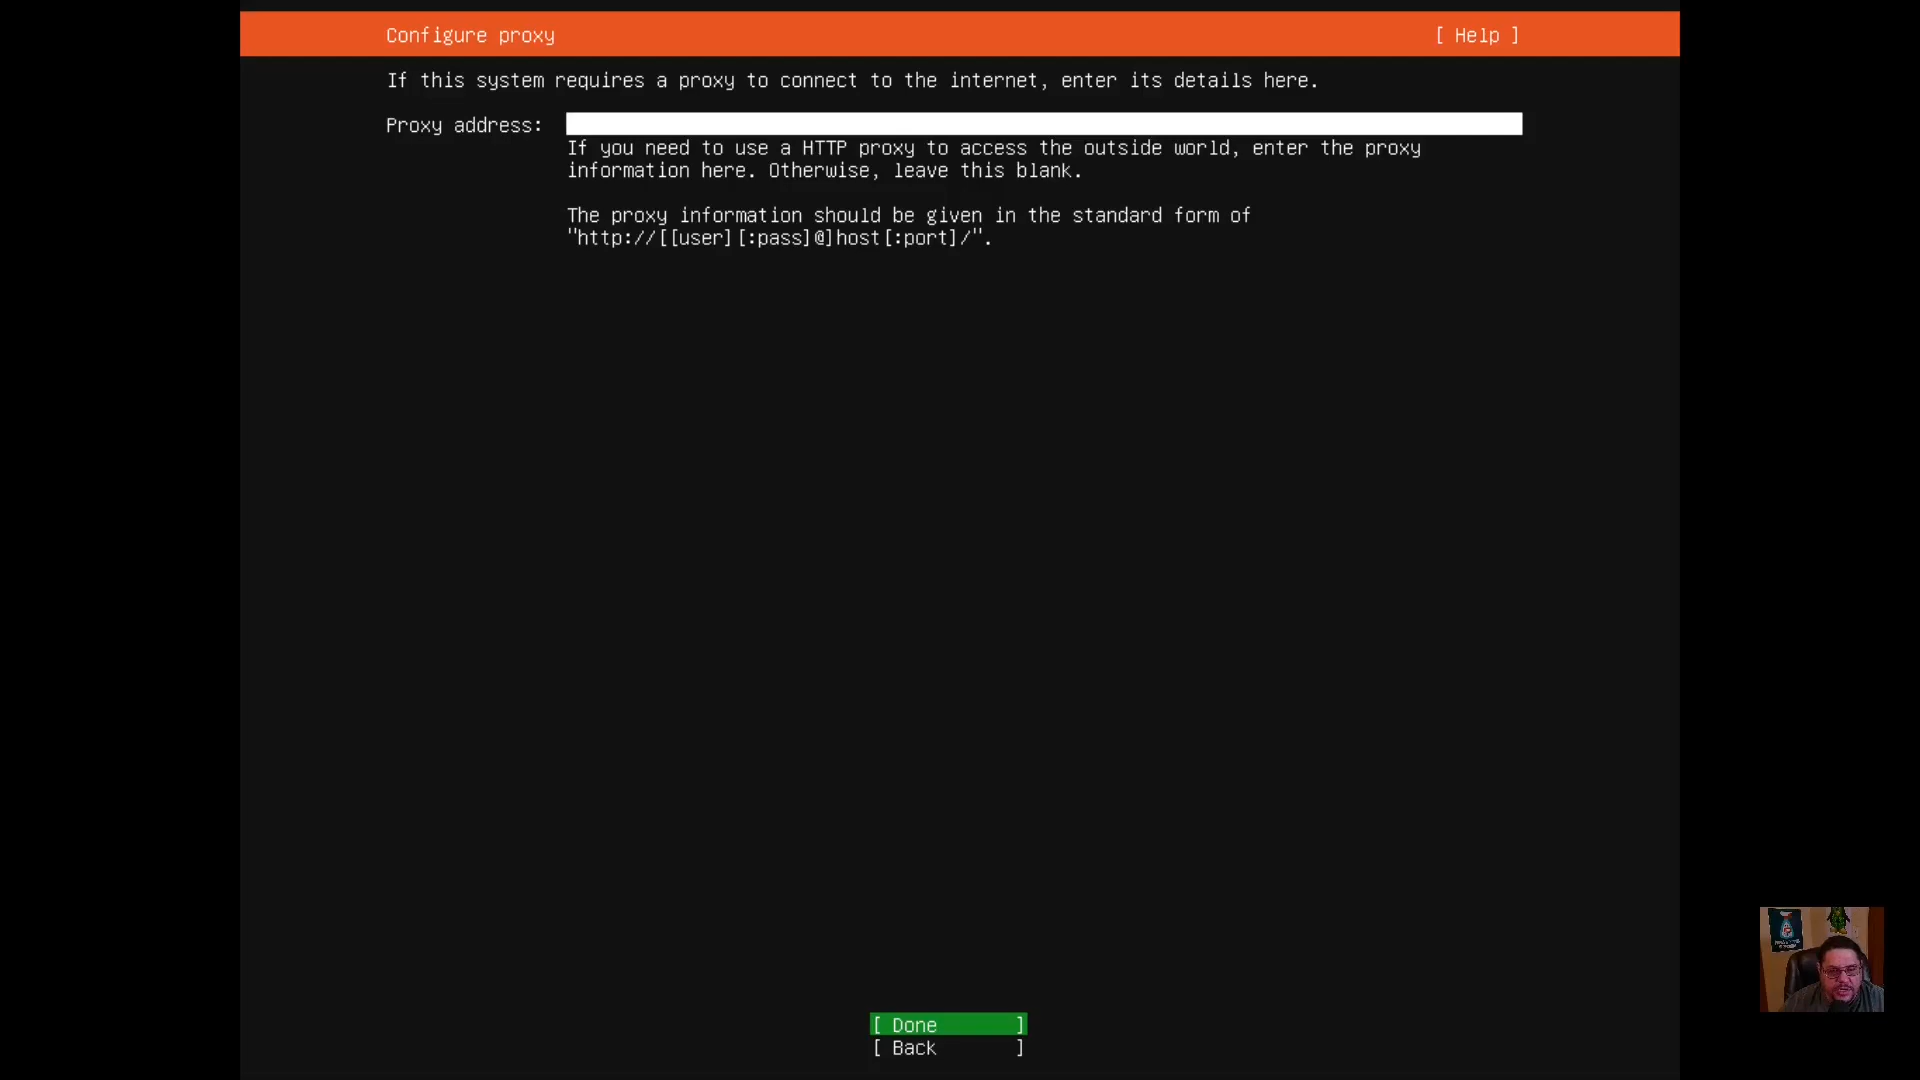 Configure proxy [ Help ]
If this system requires a proxy to connect to the internet, enter its details here.
Proxy address:
If you need to use a HTTP proxy to access the outside world, enter the proxy
information here. Otherwise, leave this blank.
The proxy information should be given in the standard form of
"http://[[user][:pass]@]host[:port]/".
[ Done ]
[ Back ]